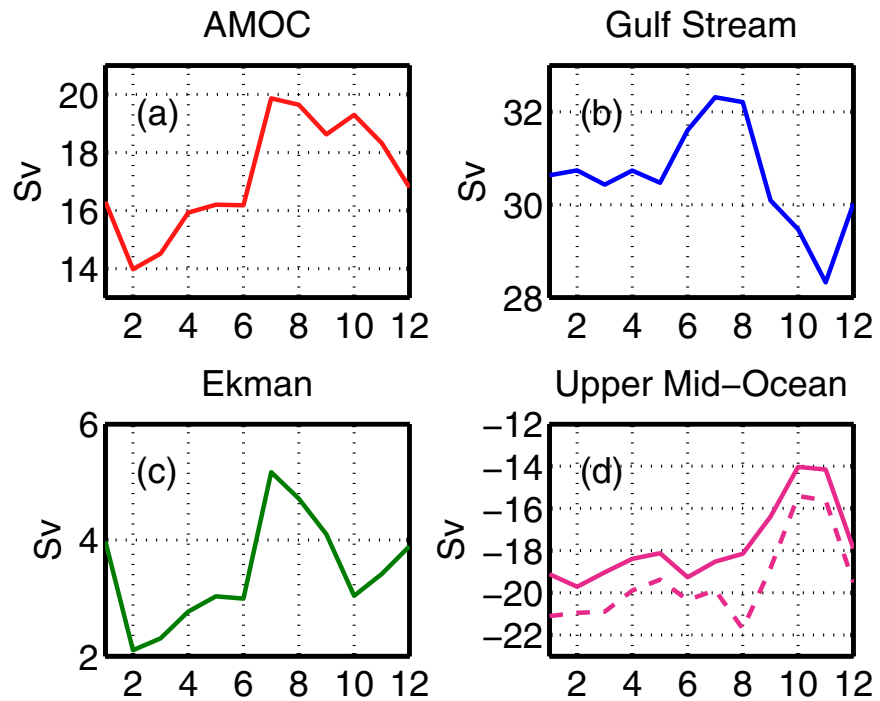 AMOC
Gulf Stream
(a)
(b)
Sv
20
18
16
14
2 4 6 8 10 12
Sv
32
30
28
2 4 6 8 10 12
Ekman
Upper Mid−Ocean
(c)
(d)
Sv
6
4
2
2 4 6 8 10 12
Sv
−12
−14
−16
−18
−20
−22
2 4 6 8 10 12